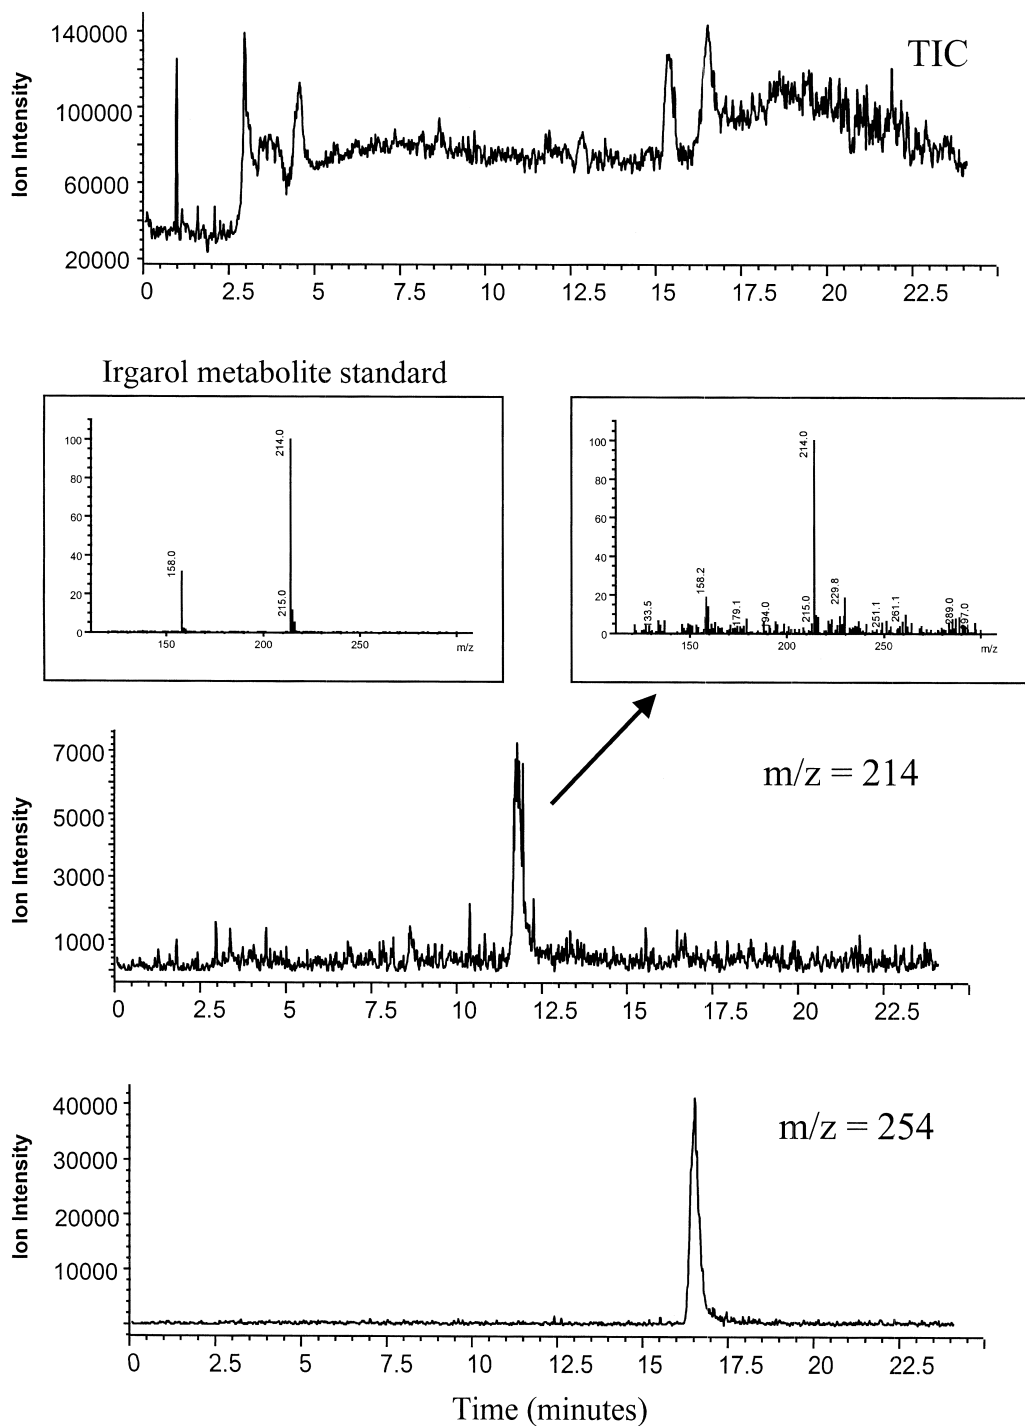 TIC
Ion Intensity
140000
100000
60000
20000
0 2.5 5 7.5 10 12.5 15 17.5 20 22.5
Irgarol metabolite standard
100
80
60
40
20
0
158.0
214.0
215.0
150 200 250 m/z
100
80
60
40
20
0
33.5
158.2
179.1
94.0
214.0
215.0
229.8
251.1
261.1
289.0
297.0
150 200 250 m/z
m/z = 214
Ion Intensity
7000
5000
3000
1000
0 2.5 5 7.5 10 12.5 15 17.5 20 22.5
m/z = 254
Ion Intensity
40000
30000
20000
10000
0 2.5 5 7.5 10 12.5 15 17.5 20 22.5
Time (minutes)